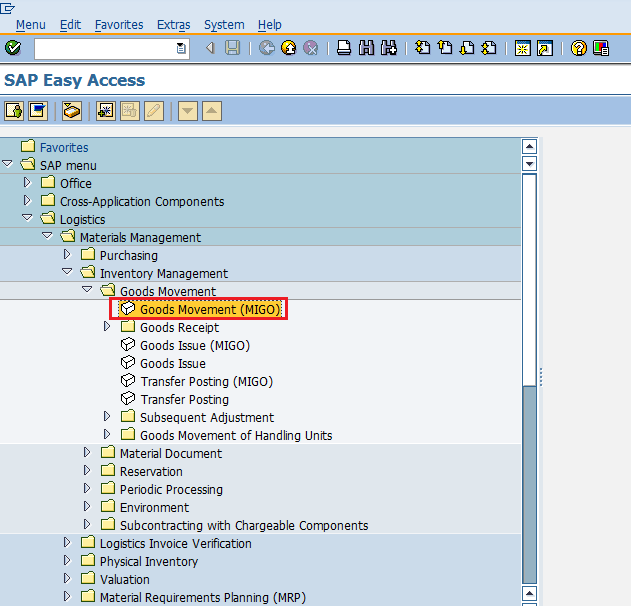 Menu Edit Favorites Extras System Help
SAP Easy Access
Favorites
SAP menu
Office
Cross-Application Components
Logistics
Materials Management
Purchasing
Inventory Management
Goods Movement
Goods Movement (MIGO)
Goods Receipt
Goods Issue (MIGO)
Goods Issue
Transfer Posting (MIGO)
Transfer Posting
Subsequent Adjustment
Goods Movement of Handling Units
Material Document
Reservation
Periodic Processing
Environment
Subcontracting with Chargeable Components
Logistics Invoice Verification
Physical Inventory
Valuation
Material Requirements Planning (MRP)